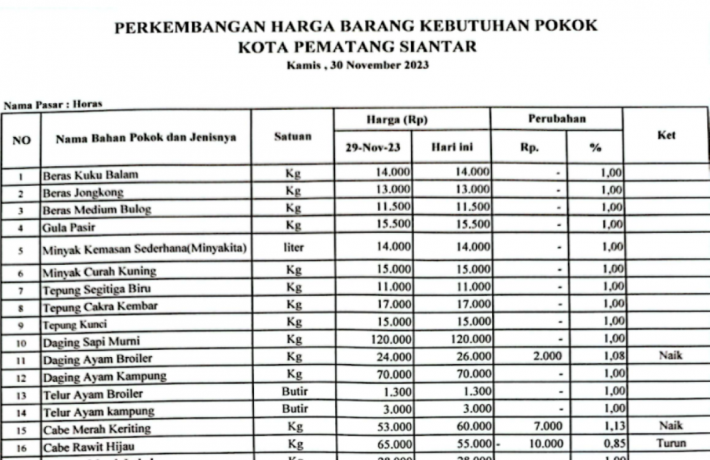 PERKEMBANGAN HARGA BARANG KEBUTUHAN POKOK
KOTA PEMATANG SIANTAR
Kamis , 30 November 2023
Nama Pasar : Horas
NO Nama Bahan Pokok dan Jenisnya Satuan Harga (Rp) Perubahan Ket
29-Nov-23 Hari ini Rp. %
1 Beras Kuku Balam Kg 14.000 14.000 - 1,00
2 Beras Jongkong Kg 13.000 13.000 - 1,00
3 Beras Medium Bulog Kg 11.500 11.500 - 1,00
4 Gula Pasir Kg 15.500 15.500 - 1,00
5 Minyak Kemasan Sederhana(Minyakita) liter 14.000 14.000 - 1,00
6 Minyak Curah Kuning Kg 15.000 15.000 - 1,00
7 Tepung Segitiga Biru Kg 11.000 11.000 - 1,00
8 Tepung Cakra Kembar Kg 17.000 17.000 - 1,00
9 Tepung Kunci Kg 15.000 15.000 - 1,00
10 Daging Sapi Murni Kg 120.000 120.000 - 1,00
11 Daging Ayam Broiler Kg 24.000 26.000 2.000 1,08 Naik
12 Daging Ayam Kampung Kg 70.000 70.000 - 1,00
13 Telur Ayam Broiler Butir 1.300 1.300 - 1,00
14 Telur Ayam kampung Butir 3.000 3.000 - 1,00
15 Cabe Merah Keriting Kg 53.000 60.000 7.000 1,13 Naik
16 Cabe Rawit Hijau Kg 65.000 55.000 - 10.000 0,85 Turun